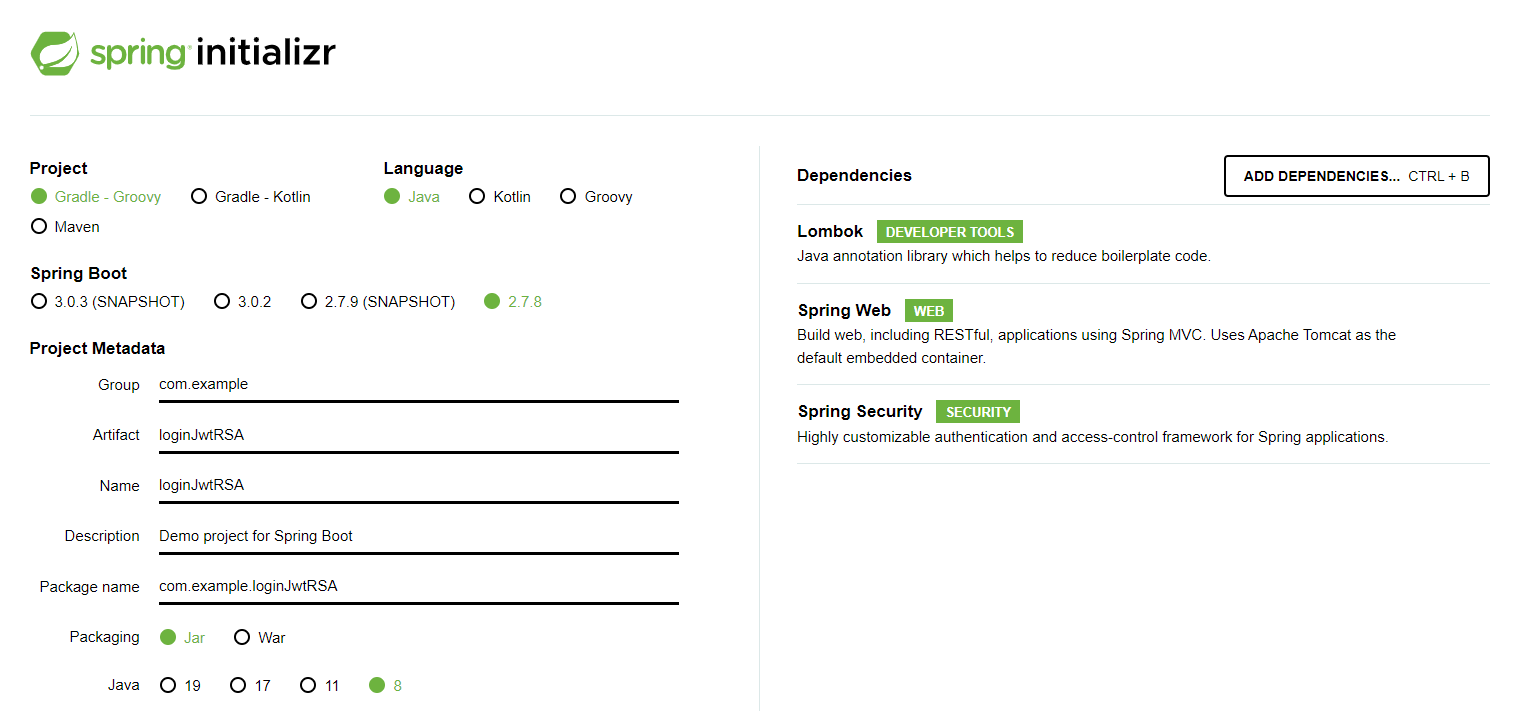 spring initializr
Project
Gradle - Groovy Gradle - Kotlin
Maven
Language
Java Kotlin Groovy
Spring Boot
3.0.3 (SNAPSHOT) 3.0.2 2.7.9 (SNAPSHOT) 2.7.8
Project Metadata
Group com.example
Artifact loginJwtRSA
Name loginJwtRSA
Description Demo project for Spring Boot
Package name com.example.loginJwtRSA
Packaging Jar War
Java 19 17 11 8
Dependencies ADD DEPENDENCIES... CTRL + B
Lombok DEVELOPER TOOLS
Java annotation library which helps to reduce boilerplate code.
Spring Web WEB
Build web, including RESTful, applications using Spring MVC. Uses Apache Tomcat as the
default embedded container.
Spring Security SECURITY
Highly customizable authentication and access-control framework for Spring applications.